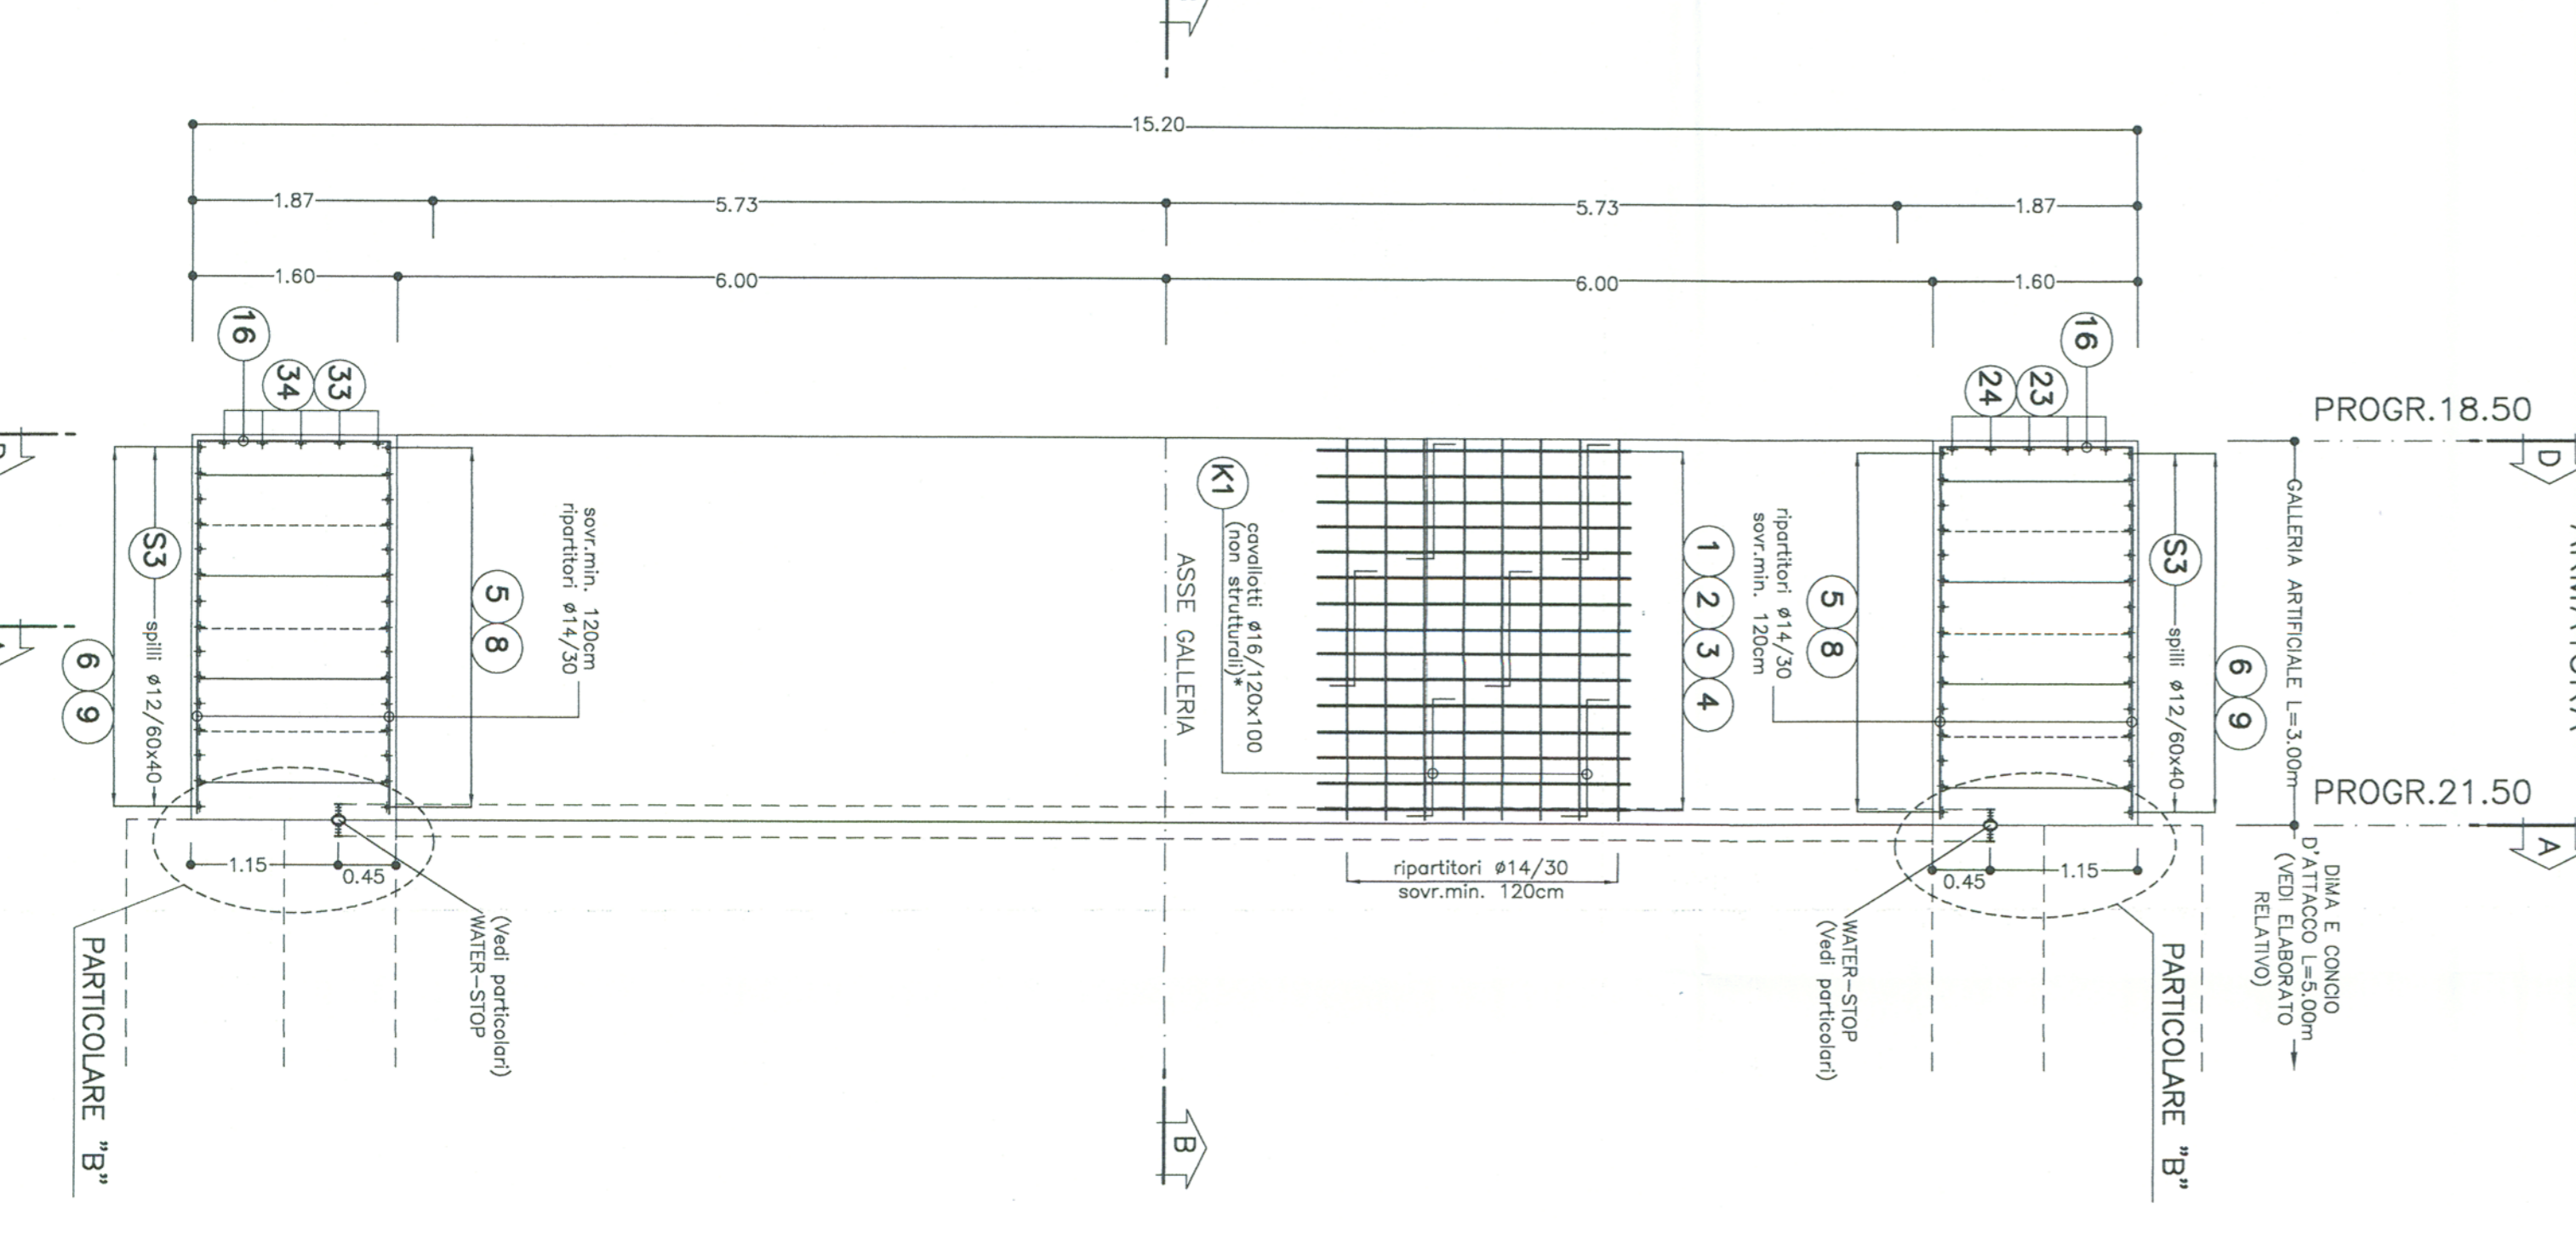 15.20
1.87
5.73
5.73
1.87
1.60
6.00
6.00
1.60
16
34
33
16
24
23
PROGR.18.50
D
S3
spilli ø12/60x40
6
9
5
8
sovr.min. 120cm
ripartitori ø14/30
ASSE GALLERIA
K1
cavallotti ø16/120x100
(non strutturali)*
1
2
3
4
ripartitori ø14/30
sovr.min. 120cm
5
8
S3
spilli ø12/60x40
6
9
GALLERIA ARTIFICIALE L=3.00m
PROGR.21.50
A
1.15
0.45
ripartitori ø14/30
sovr.min. 120cm
0.45
1.15
DIMA E CONCIO
D'ATTACCO L=5.00m
(VEDI ELABORATO
RELATIVO)
(Vedi particolari)
WATER-STOP
WATER-STOP
(Vedi particolari)
PARTICOLARE "B"
PARTICOLARE "B"
B